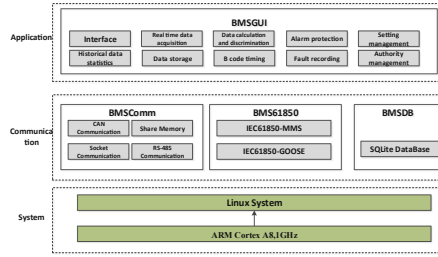 Application
BMSGUI
Interface
Real time data
acquisition
Data calculation
and discrimination
Alarm protection
Setting
management
Historical data
statistics
Data storage
B code timing
Fault recording
Authority
management
Communica
tion
BMSComm
CAN
Communication
Share Memory
Socket
Communication
RS-485
Communication
BMS61850
IEC61850-MMS
IEC61850-GOOSE
BMSDB
SQLite DataBase
System
Linux System
ARM Cortex A8,1GHz